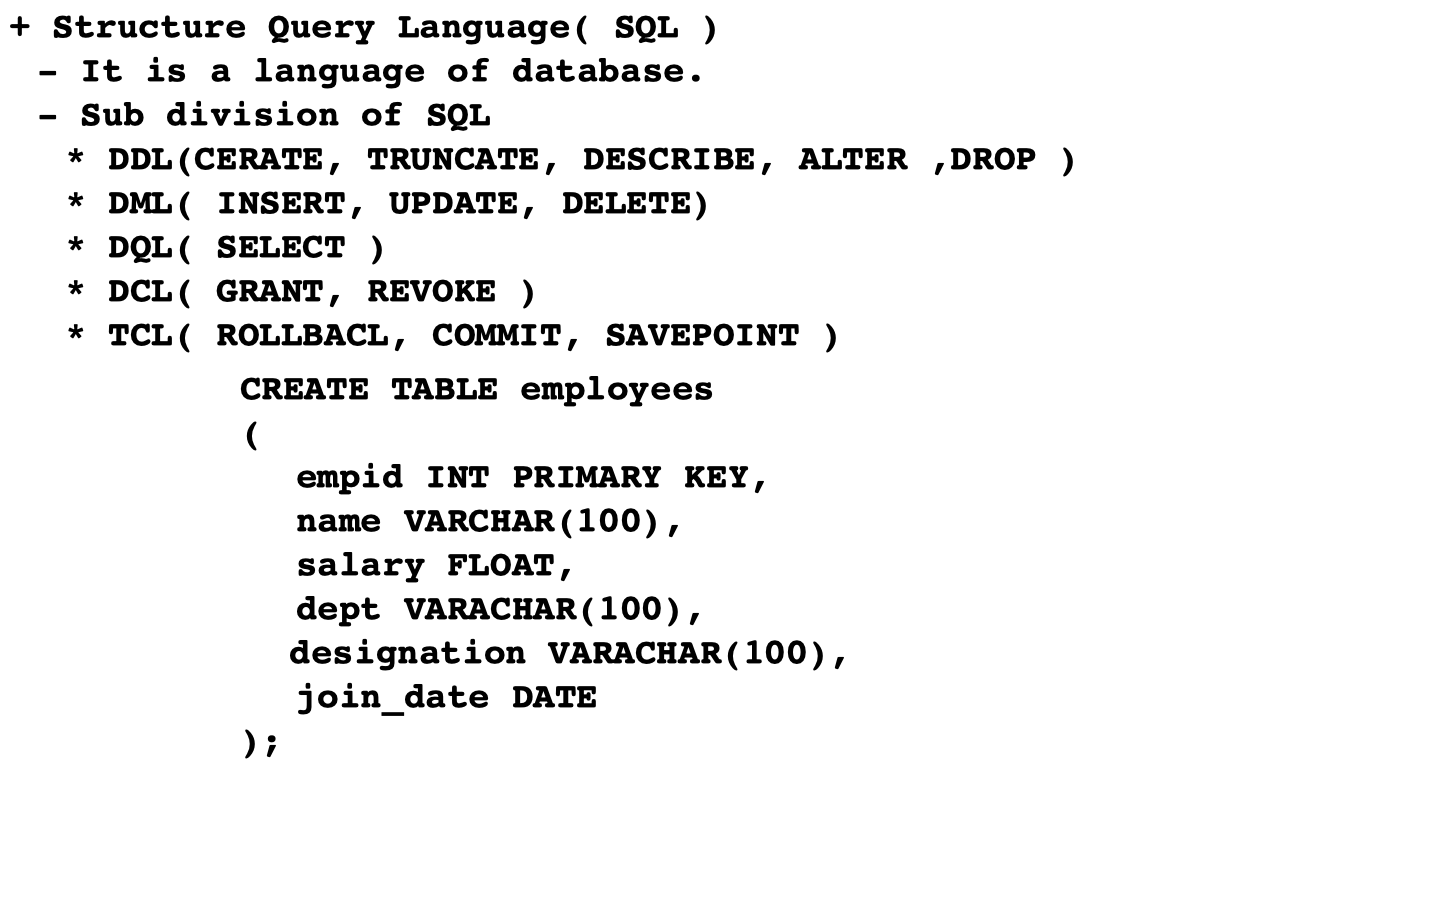 + Structure Query Language( SQL )
- It is a language of database.
- Sub division of SQL
* DDL(CERATE, TRUNCATE, DESCRIBE, ALTER ,DROP )
* DML( INSERT, UPDATE, DELETE)
* DQL( SELECT )
* DCL( GRANT, REVOKE )
* TCL( ROLLBACL, COMMIT, SAVEPOINT )
CREATE TABLE employees
(
empid INT PRIMARY KEY,
name VARCHAR(100),
salary FLOAT,
dept VARACHAR(100),
designation VARACHAR(100),
join_date DATE
);